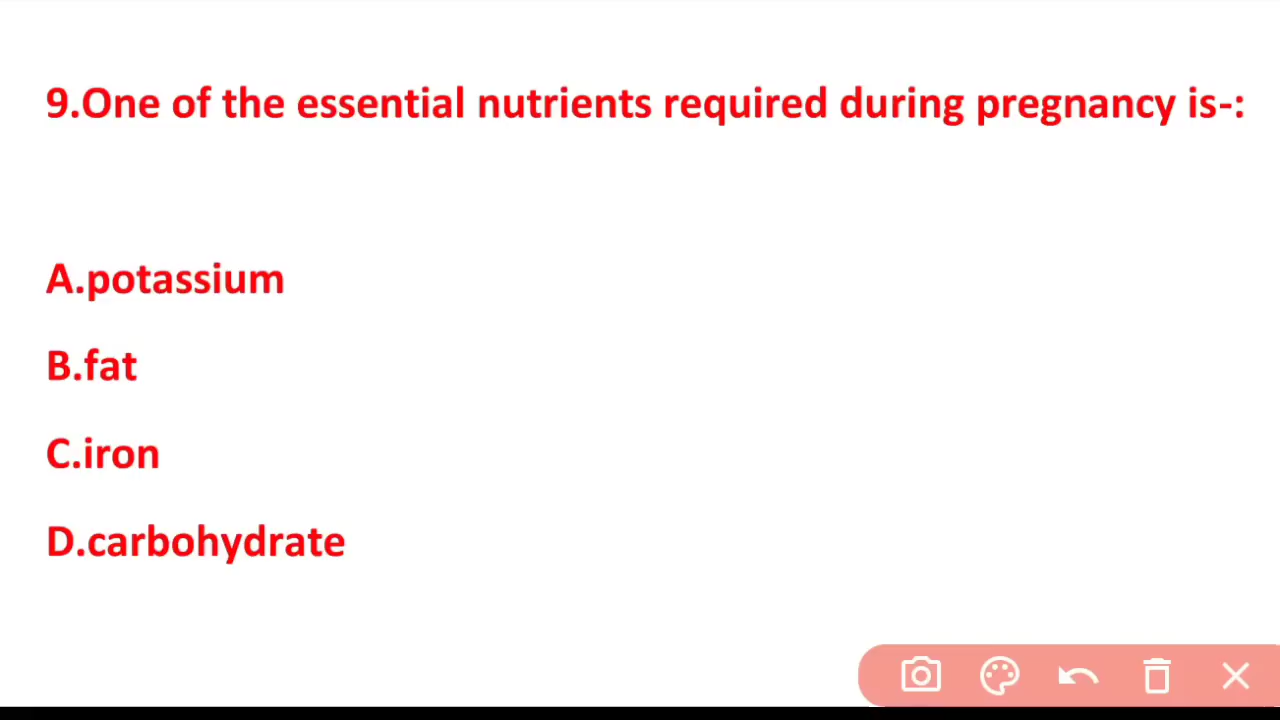 9.One of the essential nutrients required during pregnancy is-:
A.potassium
B.fat
C.iron
D.carbohydrate